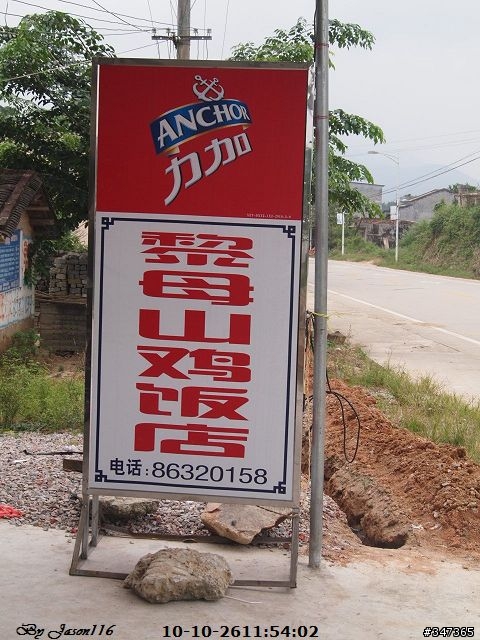 ANCHOR
力加
黎
母
山
鸡
饭
店
电话:86320158
By Jason116
10-10-2611:54:02
#347365